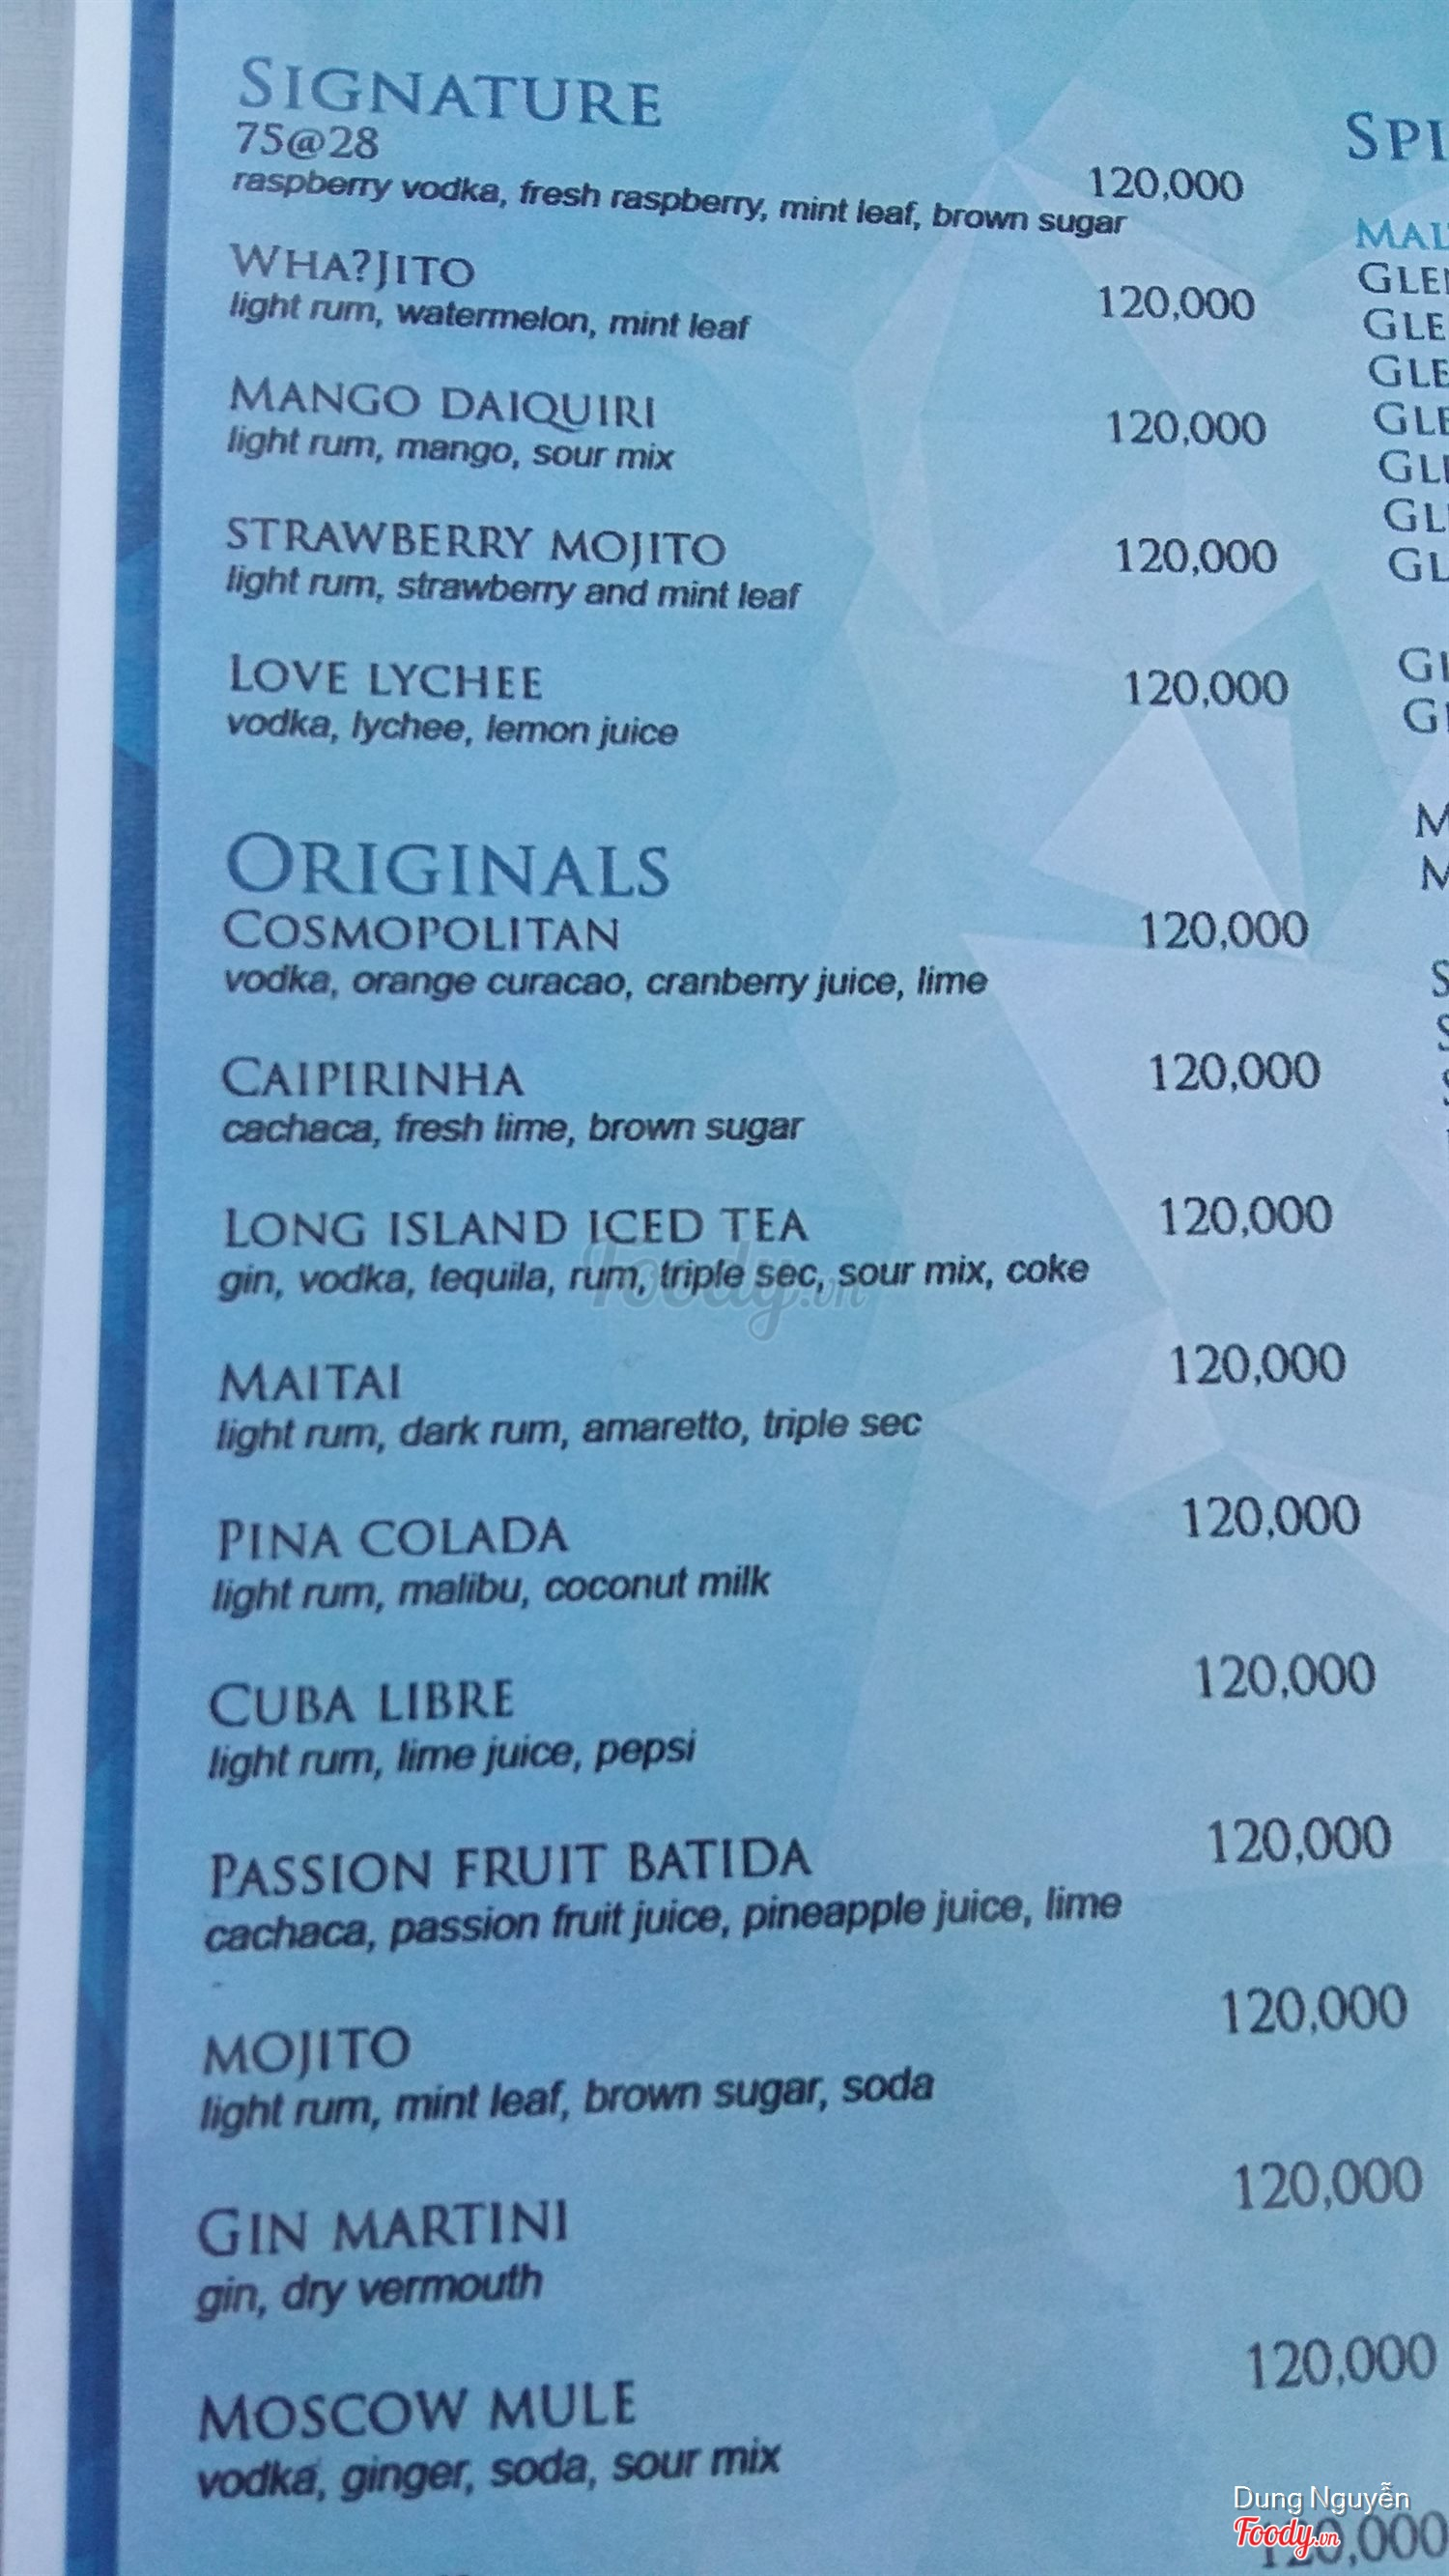 SIGNATURE
75@28 120,000
raspberry vodka, fresh raspberry, mint leaf, brown sugar
WHA?JITO 120,000
light rum, watermelon, mint leaf
MANGO DAIQUIRI 120,000
light rum, mango, sour mix
STRAWBERRY MOJITO 120,000
light rum, strawberry and mint leaf
LOVE LYCHEE 120,000
vodka, lychee, lemon juice
ORIGINALS
COSMOPOLITAN 120,000
vodka, orange curacao, cranberry juice, lime
CAIPIRINHA 120,000
cachaca, fresh lime, brown sugar
LONG ISLAND ICED TEA 120,000
gin, vodka, tequila, rum, triple sec, sour mix, coke
MAITAI 120,000
light rum, dark rum, amaretto, triple sec
PINA COLADA 120,000
light rum, malibu, coconut milk
CUBA LIBRE 120,000
light rum, lime juice, pepsi
PASSION FRUIT BATIDA 120,000
cachaca, passion fruit juice, pineapple juice, lime
MOJITO 120,000
light rum, mint leaf, brown sugar, soda
GIN MARTINI 120,000
gin, dry vermouth
MOSCOW MULE 120,000
vodka, ginger, soda, sour mix
Foody.vn
Dung Nguyễn
Foody.vn